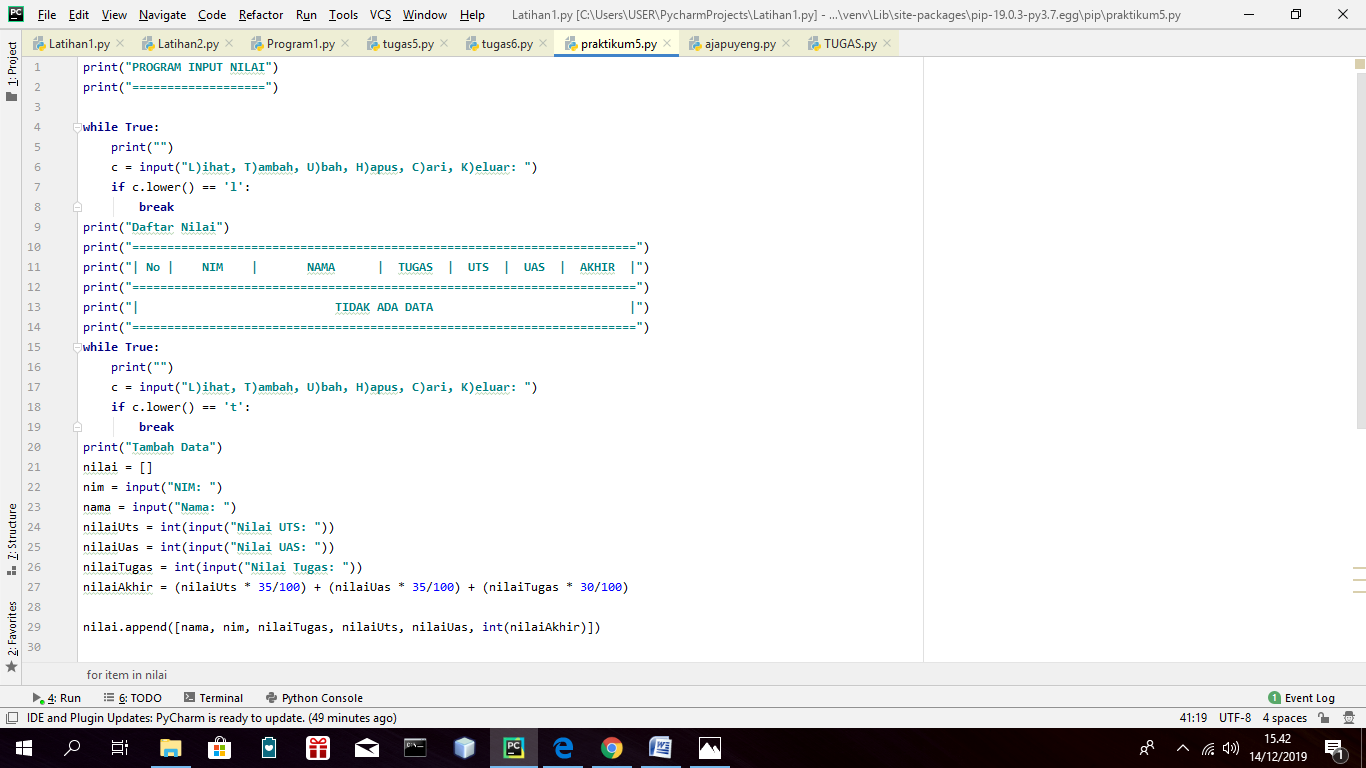 File Edit View Navigate Code Refactor Run Tools VCS Window Help Latihan1.py [C:\Users\USER\PycharmProjects\Latihan1.py] - ...\venv\Lib\site-packages\pip-19.0.3-py3.7.egg\pip\praktikum5.py
Latihan1.py Latihan2.py Program1.py tugas5.py tugas6.py praktikum5.py ajapuyeng.py TUGAS.py
1: Project
7: Structure
2: Favorites
1 print("PROGRAM INPUT NILAI")
2 print("===================")
3
4 while True:
5     print("")
6     c = input("L)ihat, T)ambah, U)bah, H)apus, C)ari, K)eluar: ")
7     if c.lower() == 'l':
8         break
9 print("Daftar Nilai")
10 print("========================================================================")
11 print("| No |    NIM    |       NAMA      |  TUGAS  |  UTS  |  UAS  |  AKHIR  |")
12 print("========================================================================")
13 print("|                            TIDAK ADA DATA                            |")
14 print("========================================================================")
15 while True:
16     print("")
17     c = input("L)ihat, T)ambah, U)bah, H)apus, C)ari, K)eluar: ")
18     if c.lower() == 't':
19         break
20 print("Tambah Data")
21 nilai = []
22 nim = input("NIM: ")
23 nama = input("Nama: ")
24 nilaiUts = int(input("Nilai UTS: "))
25 nilaiUas = int(input("Nilai UAS: "))
26 nilaiTugas = int(input("Nilai Tugas: "))
27 nilaiAkhir = (nilaiUts * 35/100) + (nilaiUas * 35/100) + (nilaiTugas * 30/100)
28
29 nilai.append([nama, nim, nilaiTugas, nilaiUts, nilaiUas, int(nilaiAkhir)])
30
for item in nilai
4: Run 6: TODO Terminal Python Console 1 Event Log
IDE and Plugin Updates: PyCharm is ready to update. (49 minutes ago) 41:19 UTF-8 4 spaces
15.42
14/12/2019
1